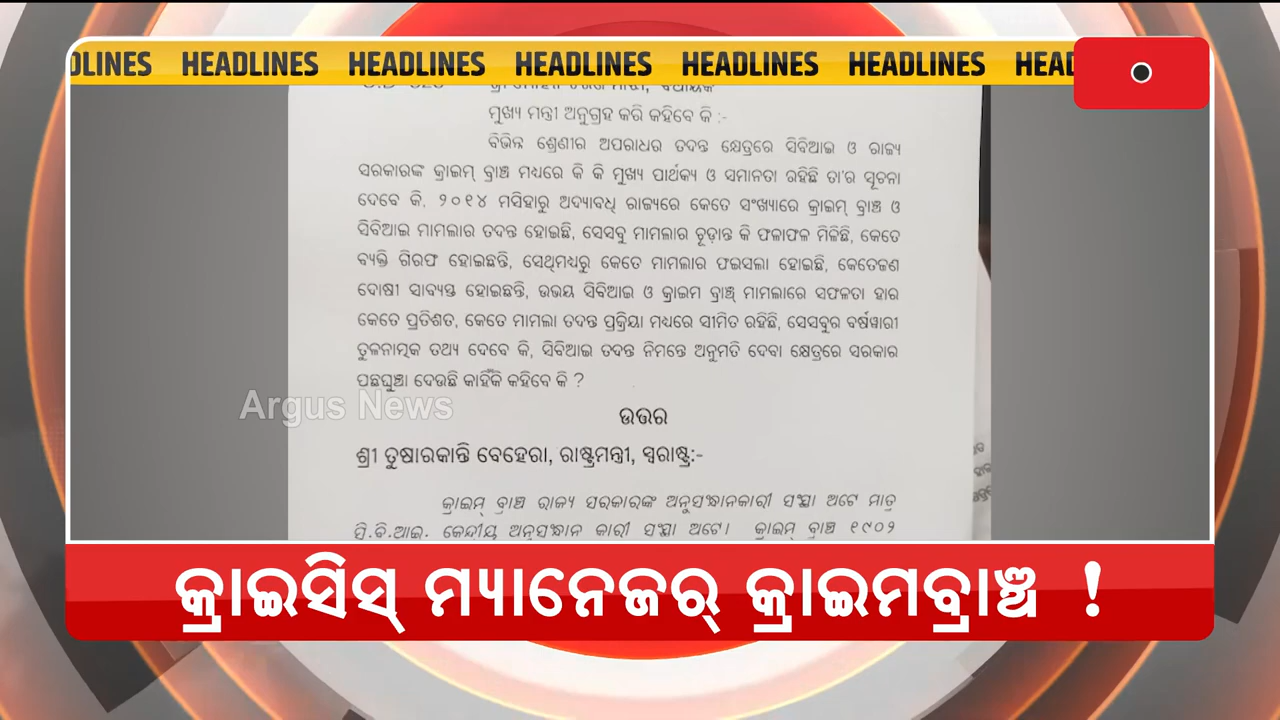 DLINES HEADLINES HEADLINES HEADLINES HEADLINES HEADLINES HEAD
ମୁଖ୍ୟ ମନ୍ତ୍ରୀ ଅନୁଗ୍ରହ କରି କହିବେ କି :-
ବିଭିନ୍ନ ଶ୍ରେଣୀର ଅପରାଧର ତଦନ୍ତ କ୍ଷେତ୍ରରେ ସିବିଆଇ ଓ ରାଜ୍ୟ
ସରକାରଙ୍କ କ୍ରାଇମ୍ ବ୍ରାଞ୍ଚ ମଧ୍ୟରେ କି କି ମୁଖ୍ୟ ପାର୍ଥକ୍ୟ ଓ ସମାନତା ରହିଛି ତା'ର ସୂଚନା
ଦେବେ କି, ୨୦୧୪ ମସିହାରୁ ଅଦ୍ୟାବଧି ରାଜ୍ୟରେ କେତେ ସଂଖ୍ୟାରେ କ୍ରାଇମ୍ ବ୍ରାଞ୍ଚ ଓ
ସିବିଆଇ ମାମଲାର ତଦନ୍ତ ହୋଇଛି, ସେସବୁ ମାମଲାର ଚୂଡ଼ାନ୍ତ କି ଫଳାଫଳ ମିଳିଛି, କେତେ
ବ୍ୟକ୍ତି ଗିରଫ ହୋଇଛନ୍ତି, ସେଥିମଧ୍ୟରୁ କେତେ ମାମଲାର ଫଇସଲା ହୋଇଛି, କେତେଜଣ
ଦୋଷୀ ସାବ୍ୟସ୍ତ ହୋଇଛନ୍ତି, ଉଭୟ ସିବିଆଇ ଓ କ୍ରାଇମ ବ୍ରାଞ୍ଚ୍ ମାମଲାରେ ସଫଳତା ହାର
କେତେ ପ୍ରତିଶତ, କେତେ ମାମଲା ତଦନ୍ତ ପ୍ରକ୍ରିୟା ମଧ୍ୟରେ ସୀମିତ ରହିଛି, ସେସବୁର ବର୍ଷୱାରୀ
ତୁଳନାତ୍ମକ ତଥ୍ୟ ଦେବେ କି, ସିବିଆଇ ତଦନ୍ତ ନିମନ୍ତେ ଅନୁମତି ଦେବା କ୍ଷେତ୍ରରେ ସରକାର
ପଛଘୁଞ୍ଚା ଦେଉଛି କାହିଁକି କହିବେ କି ?
Argus News
ଉତ୍ତର
ଶ୍ରୀ ତୁଷାରକାନ୍ତି ବେହେରା, ରାଷ୍ଟ୍ରମନ୍ତ୍ରୀ, ସ୍ୱରାଷ୍ଟ୍ର:-
କ୍ରାଇମ୍ ବ୍ରାଞ୍ଚ ରାଜ୍ୟ ସରକାରଙ୍କ ଅନୁସନ୍ଧାନକାରୀ ସଂସ୍ଥା ଅଟେ ମାତ୍ର
ସି.ବି.ଆଇ. କେନ୍ଦ୍ରୀୟ ଅନୁସନ୍ଧାନ କାରୀ ସଂସ୍ଥା ଅଟେ। କ୍ରାଇମ୍ ବ୍ରାଞ୍ଚ ୧୯୦୨
କ୍ରାଇସିସ୍ ମ୍ୟାନେଜର୍ କ୍ରାଇମବ୍ରାଞ୍ଚ !